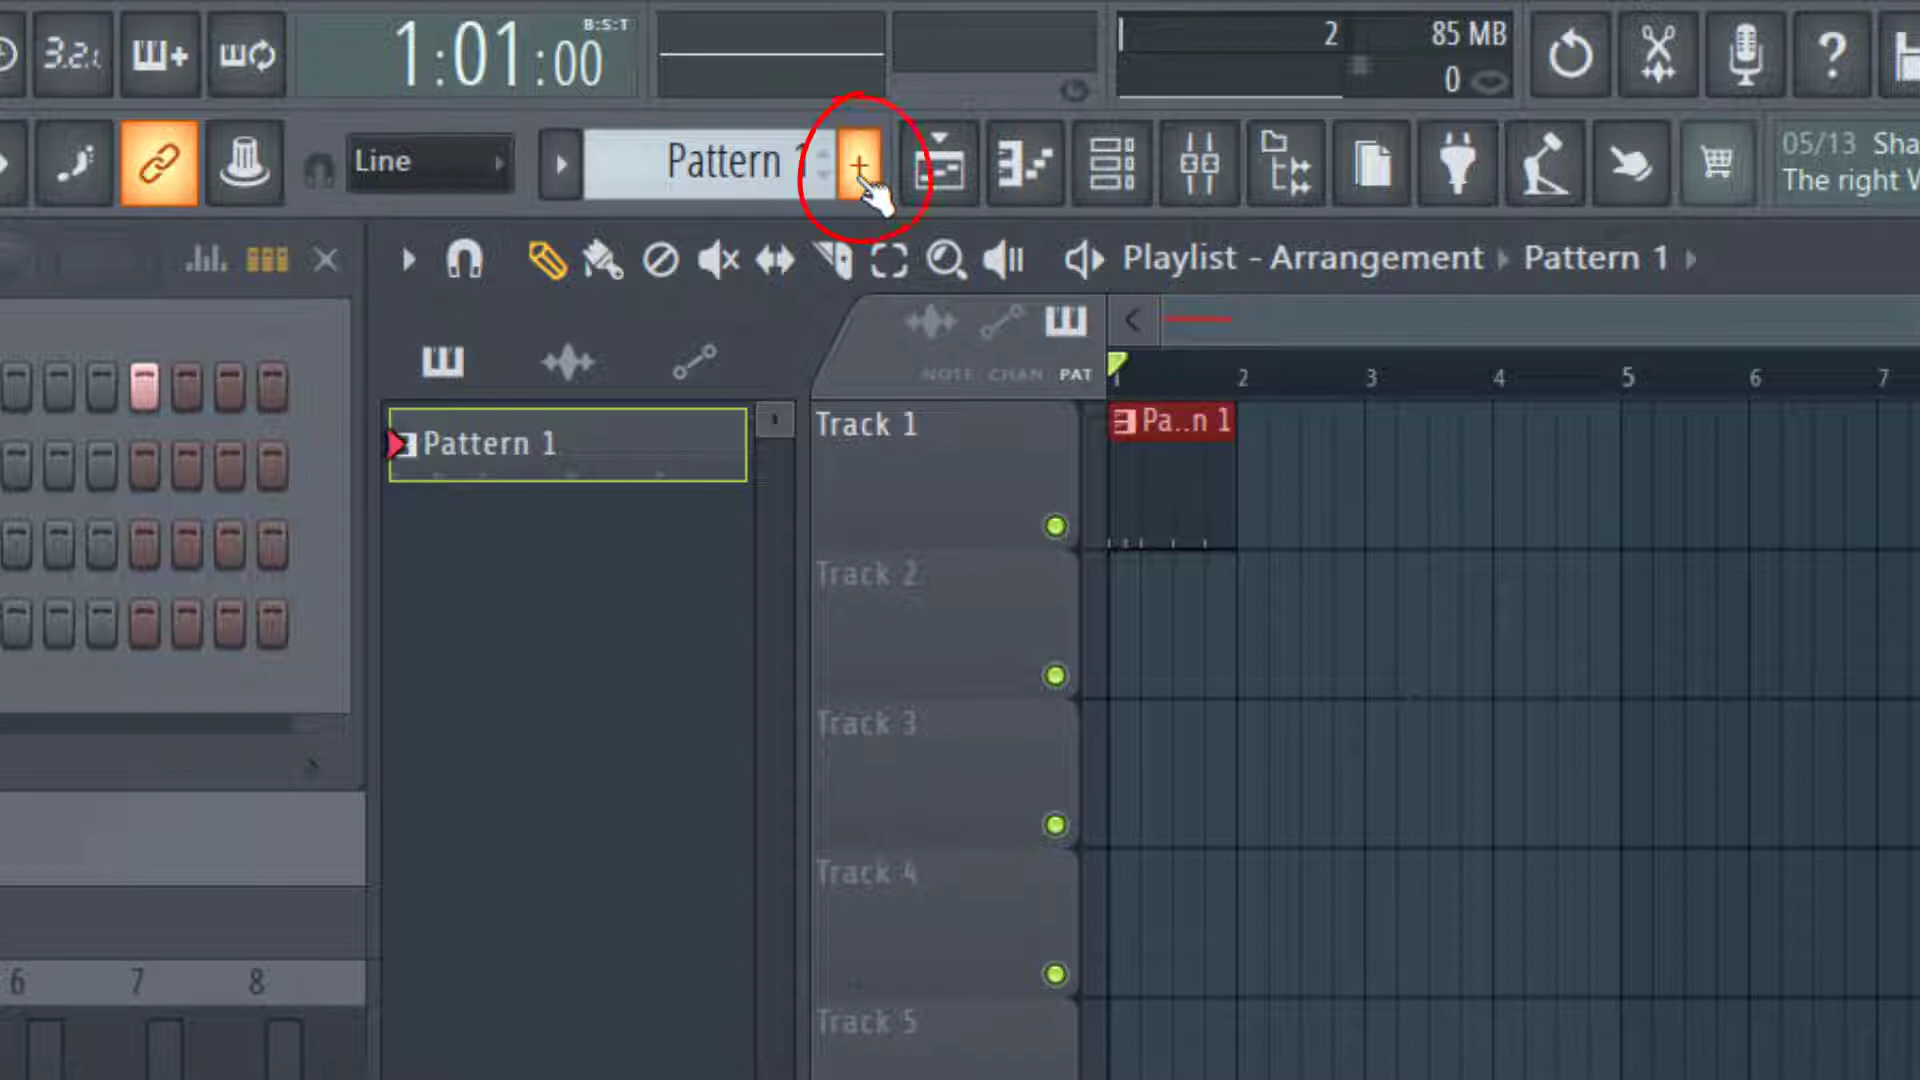 3.2.
1:01:00
B:S:T
2
85 MB
0
Line
Pattern 1
05/13 Sha
The right W
Playlist - Arrangement
Pattern 1
NOTE CHAN PAT
1 2 3 4 5 6 7
Pattern 1
Track 1
Pa..n 1
Track 2
Track 3
Track 4
Track 5
6 7 8